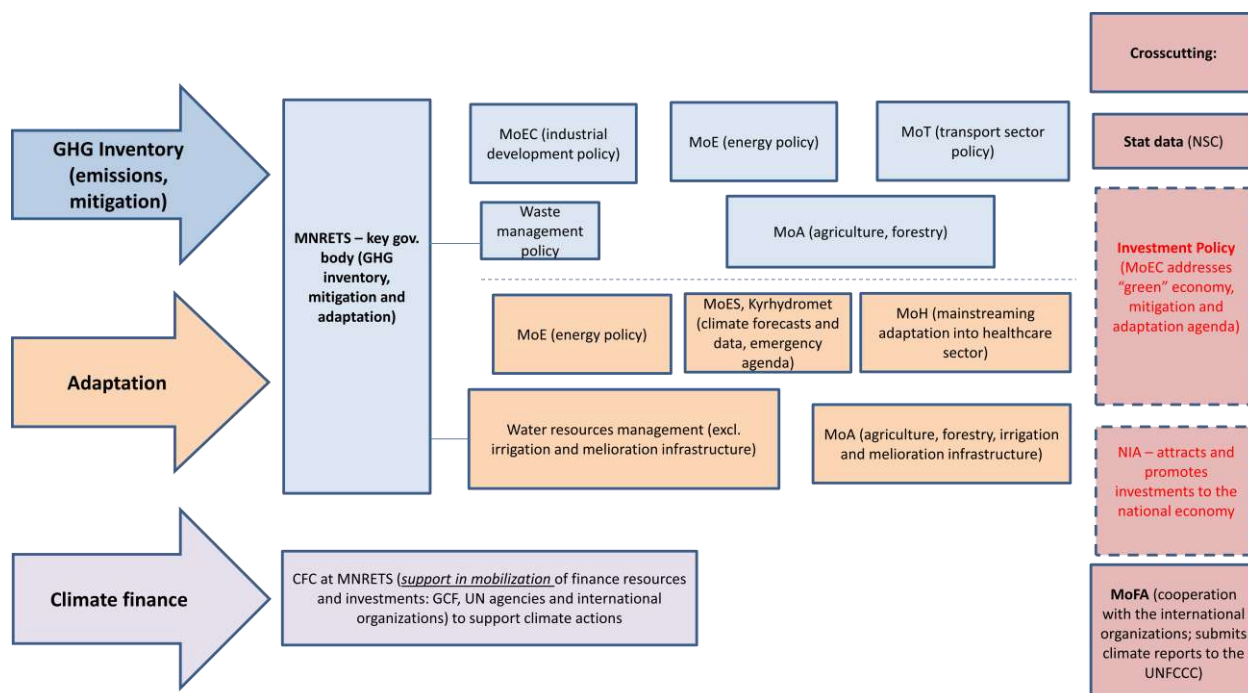 GHG Inventory
(emissions,
mitigation)
Adaptation
Climate finance
MNRETS – key gov.
body (GHG
inventory,
mitigation and
adaptation)
MoEC (industrial
development policy)
MoE (energy policy)
MoT (transport sector
policy)
Waste
management
policy
MoA (agriculture, forestry)
MoE (energy policy)
MoES, Kyrhydromet
(climate forecasts and
data, emergency
agenda)
MoH (mainstreaming
adaptation into healthcare
sector)
Water resources management (excl.
irrigation and melioration infrastructure)
MoA (agriculture, forestry, irrigation
and melioration infrastructure)
CFC at MNRETS (support in mobilization of finance resources
and investments: GCF, UN agencies and international
organizations) to support climate actions
Crosscutting:
Stat data (NSC)
Investment Policy
(MoEC addresses
“green” economy,
mitigation and
adaptation agenda)
NIA – attracts and
promotes
investments to the
national economy
MoFA (cooperation
with the international
organizations; submits
climate reports to the
UNFCCC)